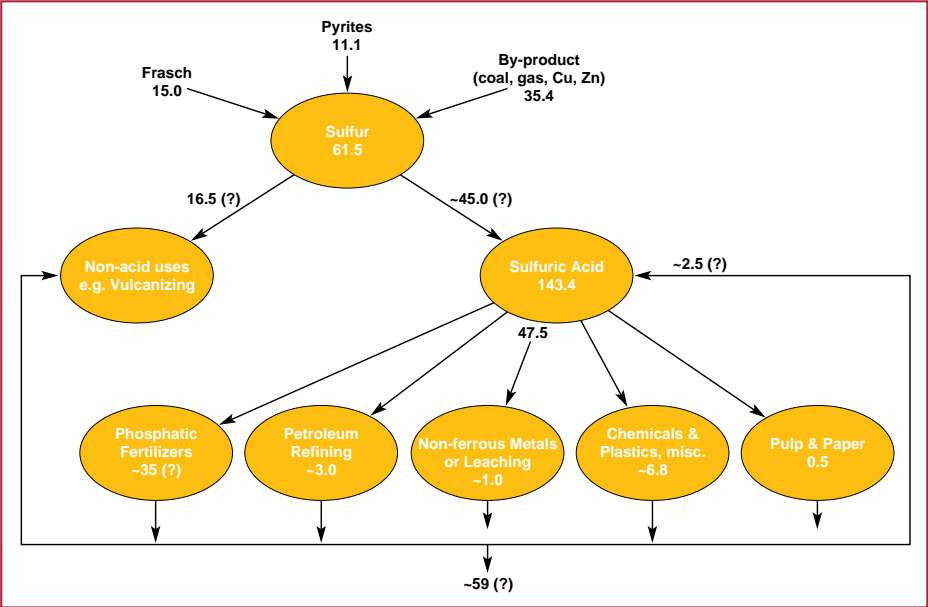 Pyrites
11.1
Frasch
15.0
By-product
(coal, gas, Cu, Zn)
35.4
Sulfur
61.5
16.5 (?)
~45.0 (?)
Non-acid uses
e.g. Vulcanizing
Sulfuric Acid
143.4
~2.5 (?)
47.5
Phosphatic
Fertilizers
~35 (?)
Petroleum
Refining
~3.0
Non-ferrous Metals
or Leaching
~1.0
Chemicals &
Plastics, misc.
~6.8
Pulp & Paper
0.5
~59 (?)